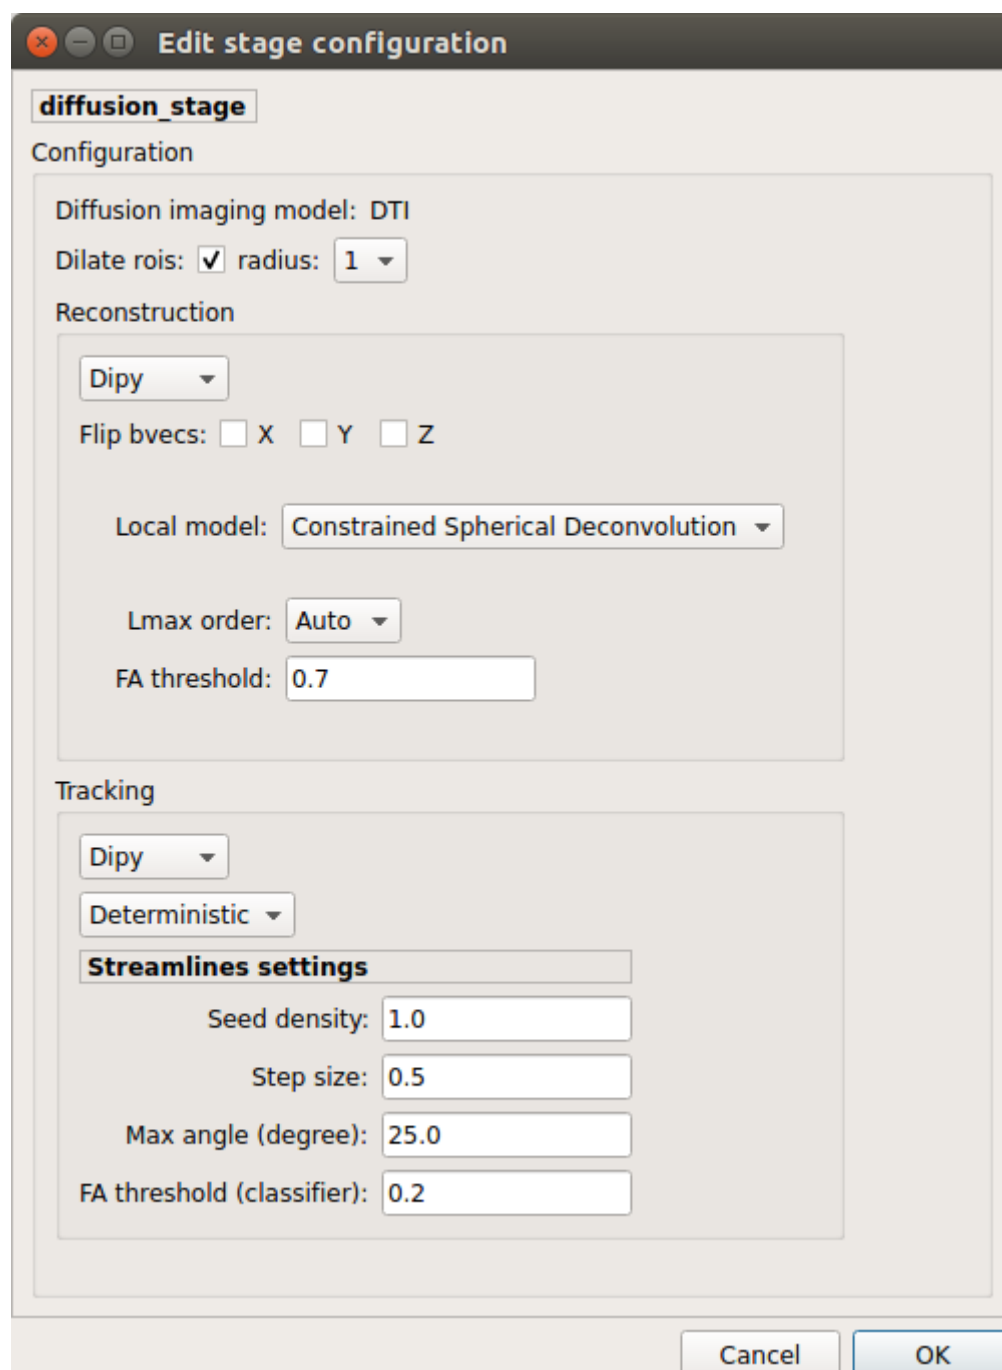 Edit stage configuration
diffusion_stage
Configuration
Diffusion imaging model: DTI
Dilate rois: radius: 1
Reconstruction
Dipy
Flip bvecs: X Y Z
Local model: Constrained Spherical Deconvolution
Lmax order: Auto
FA threshold: 0.7
Tracking
Dipy
Deterministic
Streamlines settings
Seed density: 1.0
Step size: 0.5
Max angle (degree): 25.0
FA threshold (classifier): 0.2
Cancel OK